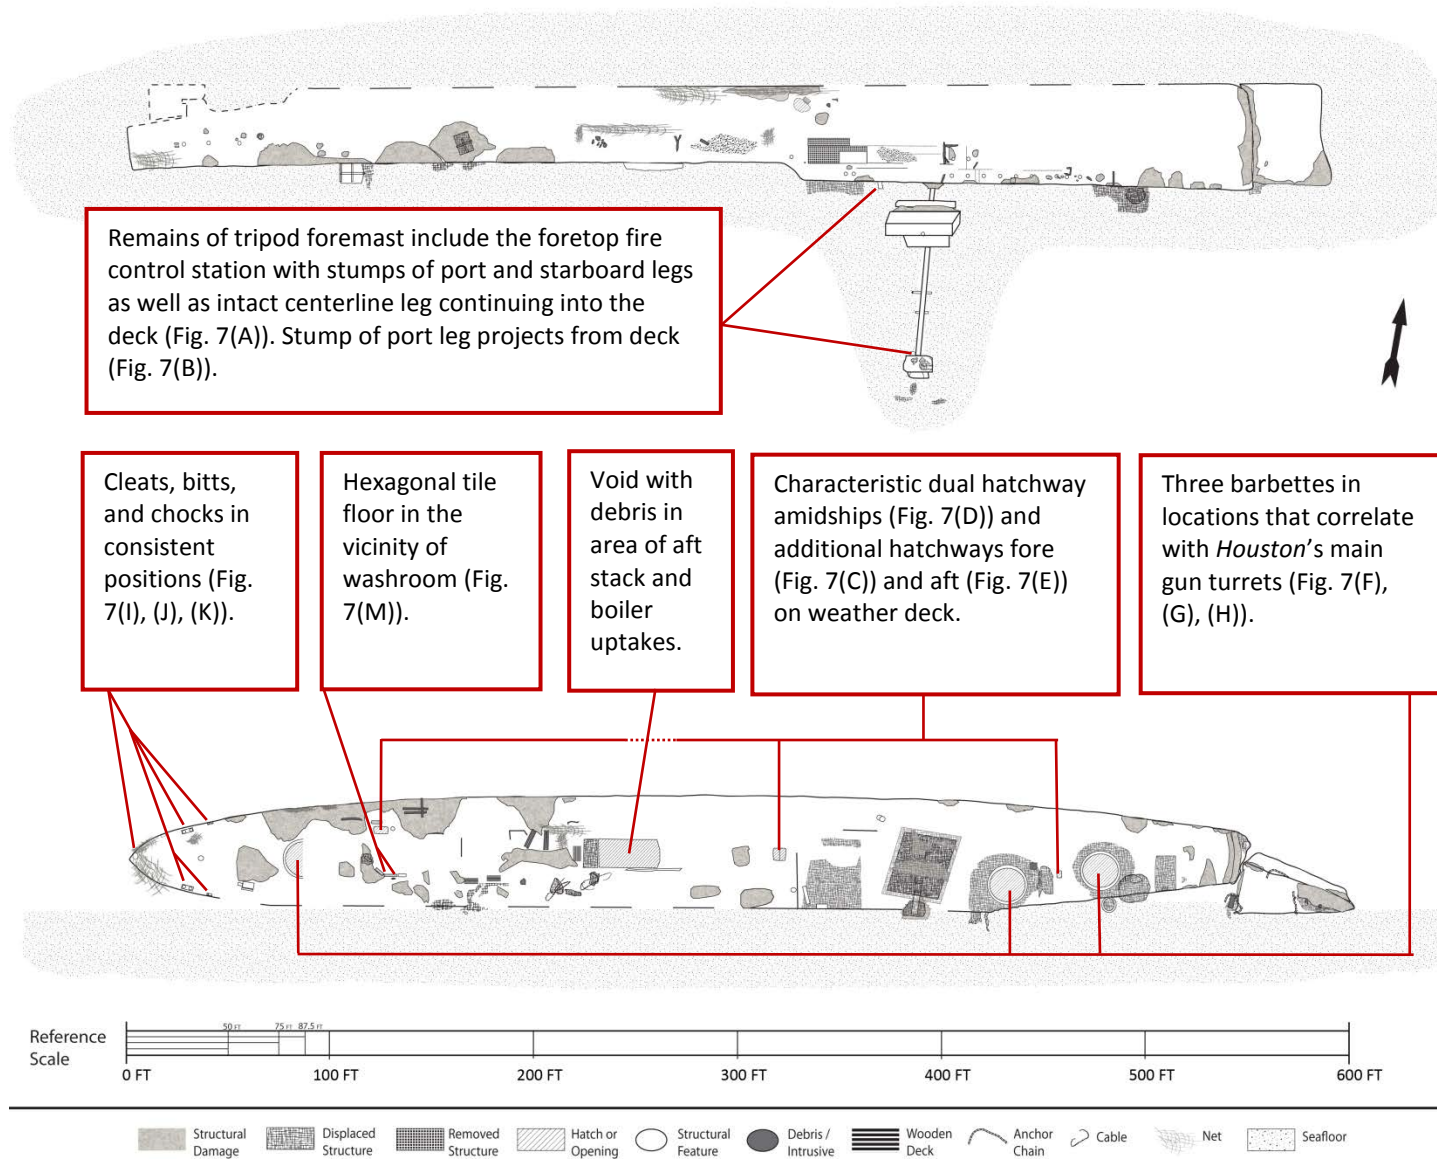 Remains of tripod foremast include the foretop fire
control station with stumps of port and starboard legs
as well as intact centerline leg continuing into the
deck (Fig. 7(A)). Stump of port leg projects from deck
(Fig. 7(B)).
Cleats, bitts,
and chocks in
consistent
positions (Fig.
7(I), (J), (K)).
Hexagonal tile
floor in the
vicinity of
washroom (Fig.
7(M)).
Void with
debris in
area of aft
stack and
boiler
uptakes.
Characteristic dual hatchway
amidships (Fig. 7(D)) and
additional hatchways fore
(Fig. 7(C)) and aft (Fig. 7(E))
on weather deck.
Three barbettes in
locations that correlate
with Houston's main
gun turrets (Fig. 7(F),
(G), (H)).
Reference
Scale
50 FT 75 FT 87.5 FT
0 FT 100 FT 200 FT 300 FT 400 FT 500 FT 600 FT
Structural
Damage
Displaced
Structure
Removed
Structure
Hatch or
Opening
Structural
Feature
Debris /
Intrusive
Wooden
Deck
Anchor
Chain
Cable
Net
Seafloor